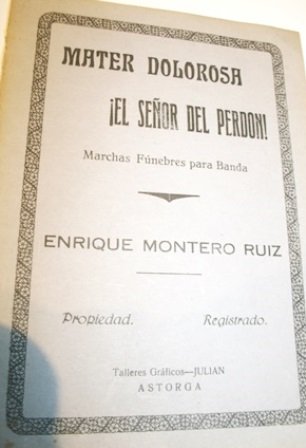 MATER DOLOROSA
¡EL SEÑOR DEL PERDON!
Marchas Fúnebres para Banda
ENRIQUE MONTERO RUIZ
Propiedad. Registrado.
Talleres Gráficos—JULIAN
ASTORGA